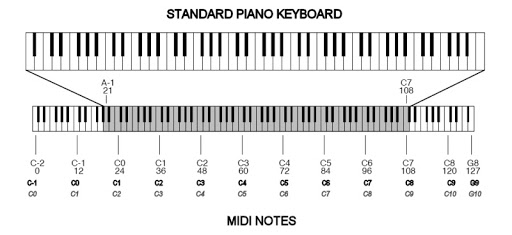 STANDARD PIANO KEYBOARD
A-1 C7
21 108
C-2 C-1 C0 C1 C2 C3 C4 C5 C6 C7 C8 G8
0 12 24 36 48 60 72 84 96 108 120 127
C-1 C0 C1 C2 C3 C4 C5 C6 C7 C8 C9 G9
C0 C1 C2 C3 C4 C5 C6 C7 C8 C9 C10 G10
MIDI NOTES